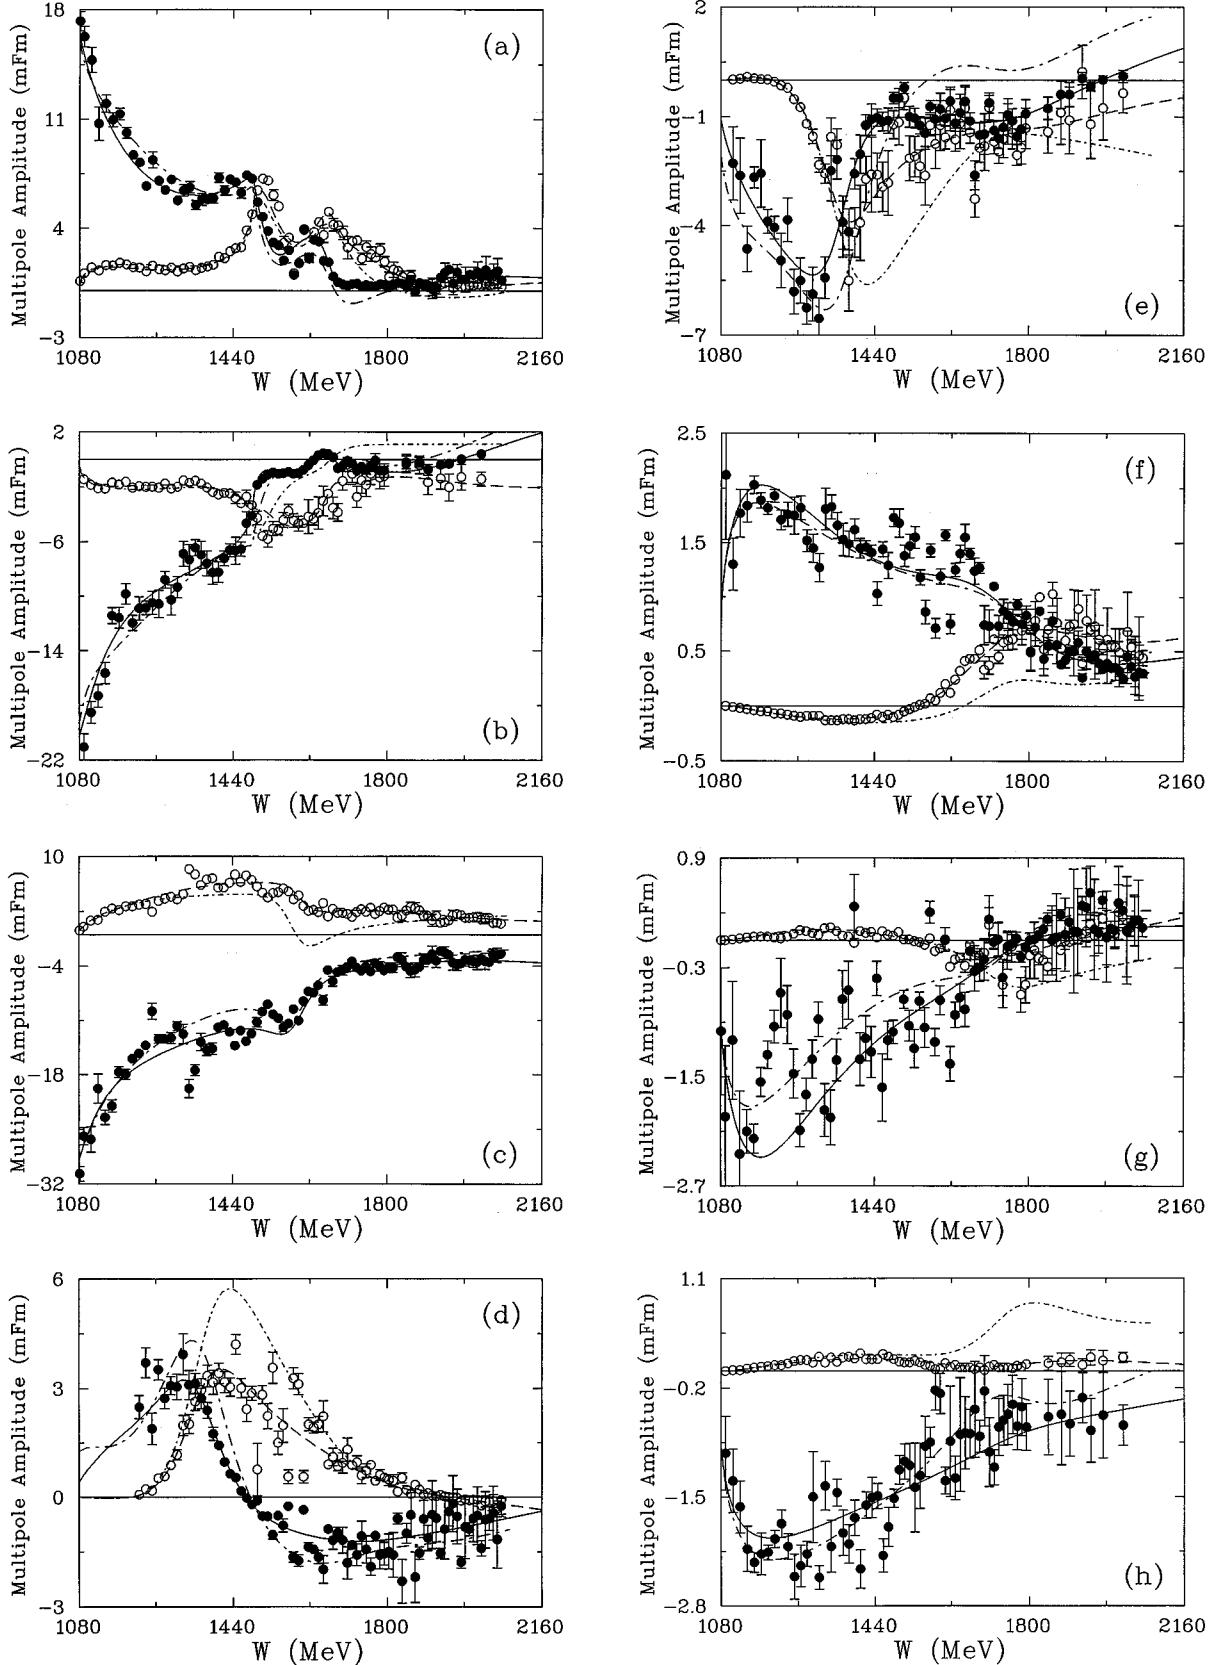 18
11
4
-3
Multipole Amplitude (mFm)
(a)
1080
1440
1800
2160
W (MeV)
2
-6
-14
-22
Multipole Amplitude (mFm)
(b)
1080
1440
1800
2160
W (MeV)
10
-4
-18
-32
Multipole Amplitude (mFm)
(c)
1080
1440
1800
2160
W (MeV)
6
3
0
-3
Multipole Amplitude (mFm)
(d)
1080
1440
1800
2160
W (MeV)
2
-1
-4
-7
Multipole Amplitude (mFm)
(e)
1080
1440
1800
2160
W (MeV)
2.5
1.5
0.5
-0.5
Multipole Amplitude (mFm)
(f)
1080
1440
1800
2160
W (MeV)
0.9
-0.3
-1.5
-2.7
Multipole Amplitude (mFm)
(g)
1080
1440
1800
2160
W (MeV)
1.1
-0.2
-1.5
-2.8
Multipole Amplitude (mFm)
(h)
1080
1440
1800
2160
W (MeV)